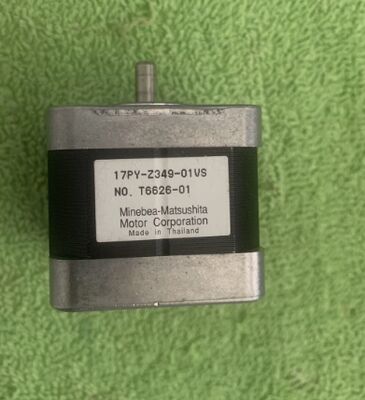 17PY-Z349-01VS
NO. T6626-01
Minebea-Matsushita
Motor Corporation
Made in Thailand